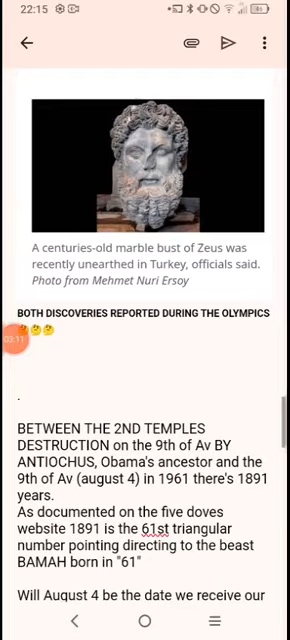 22:15
A centuries-old marble bust of Zeus was
recently unearthed in Turkey, officials said.
Photo from Mehmet Nuri Ersoy
BOTH DISCOVERIES REPORTED DURING THE OLYMPICS
🤔🤔🤔
03:11
.
BETWEEN THE 2ND TEMPLES
DESTRUCTION on the 9th of Av BY
ANTIOCHUS, Obama's ancestor and the
9th of Av (august 4) in 1961 there's 1891
years.
As documented on the five doves
website 1891 is the 61st triangular
number pointing directing to the beast
BAMAH born in "61"
Will August 4 be the date we receive our